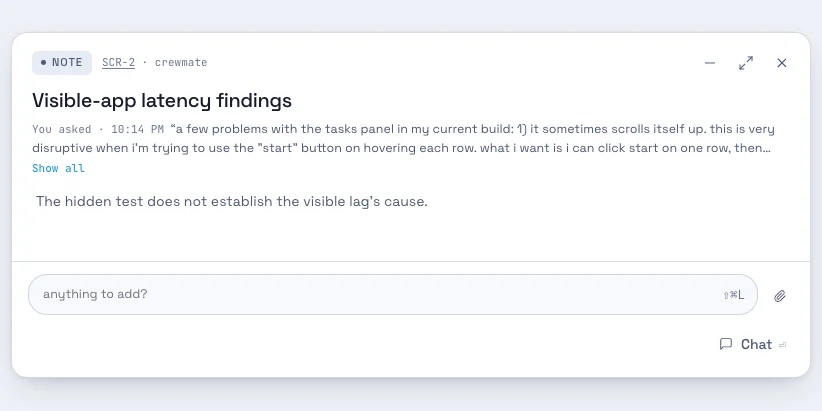 • NOTE SCR-2 · crewmate
Visible-app latency findings
You asked · 10:14 PM “a few problems with the tasks panel in my current build: 1) it sometimes scrolls itself up. this is very
disruptive when i'm trying to use the "start" button on hovering each row. what i want is i can click start on one row, then…
Show all
The hidden test does not establish the visible lag's cause.
anything to add? ⇧⌘L
Chat ⏎